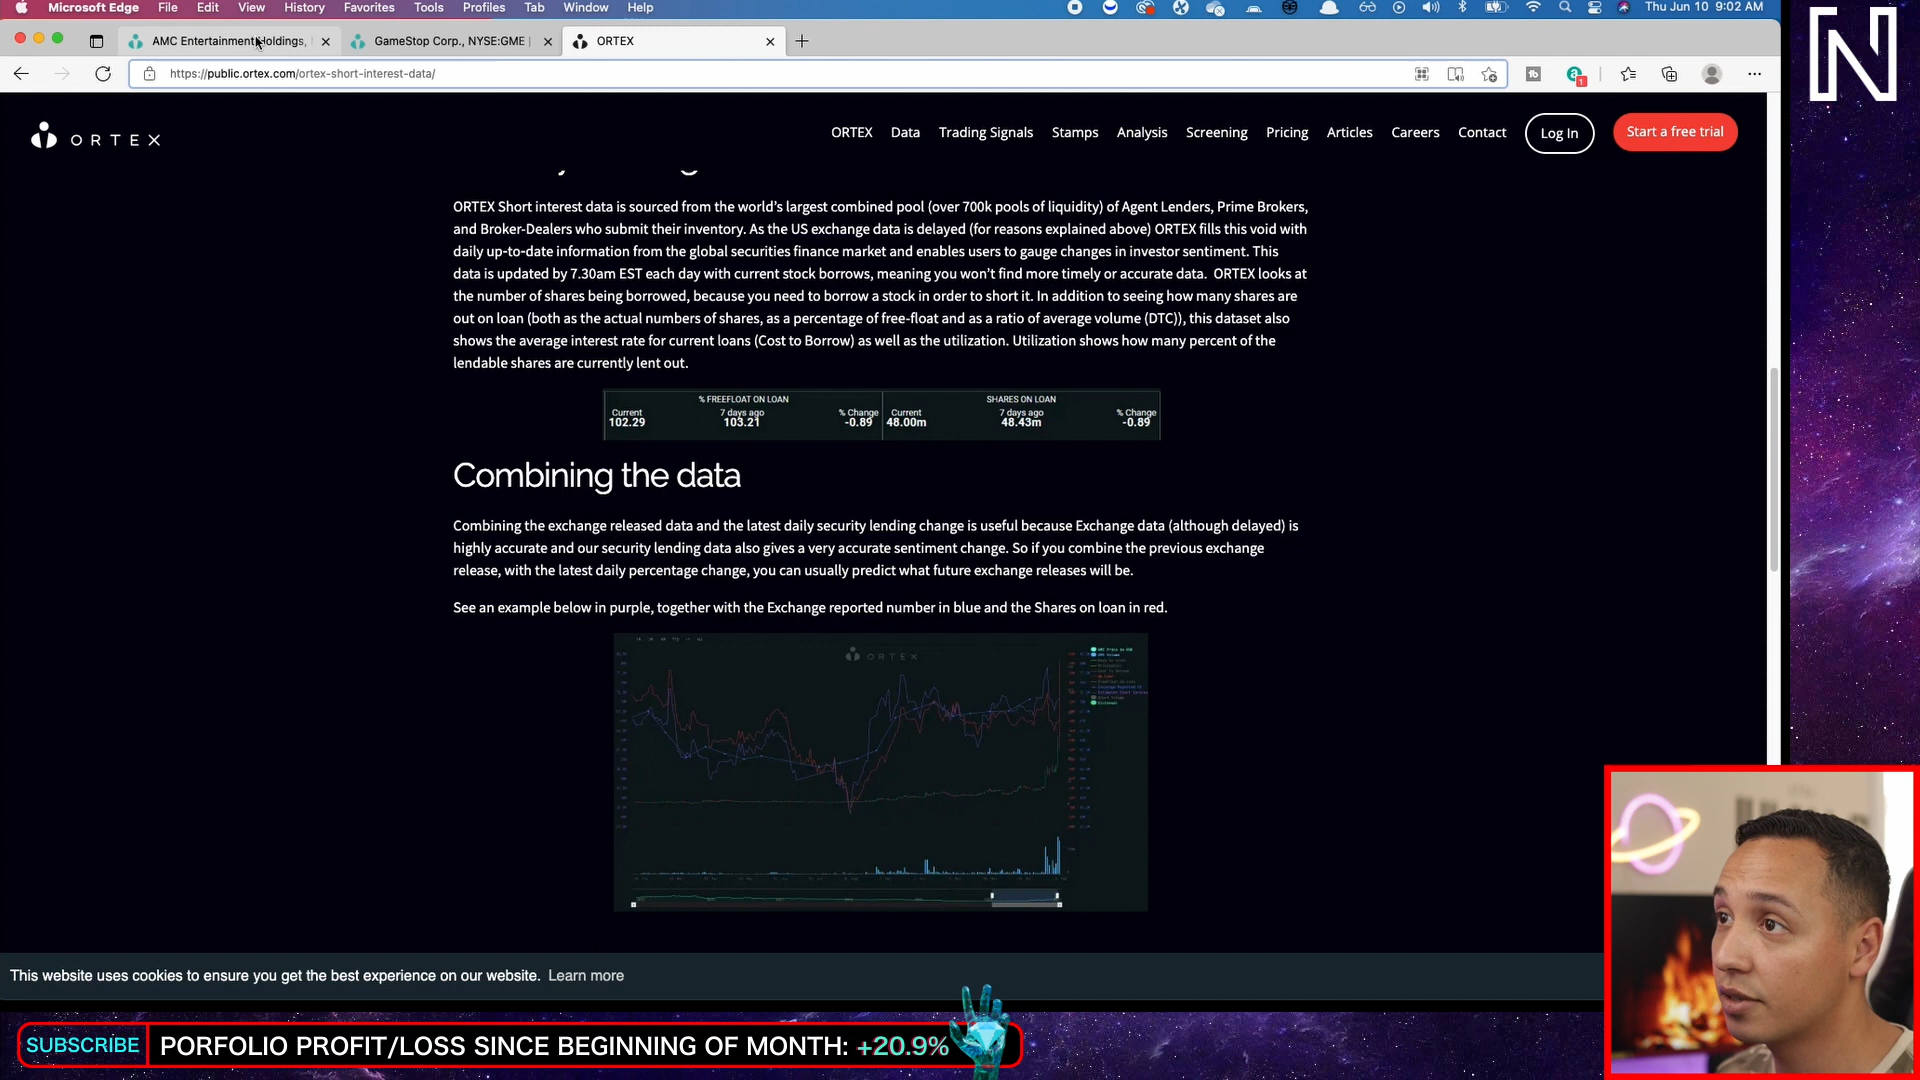 Microsoft Edge File Edit View History Favorites Tools Profiles Tab Window Help Thu Jun 10 9:02 AM
AMC Entertainment Holdings, GameStop Corp., NYSE:GME | ORTEX
https://public.ortex.com/ortex-short-interest-data/
N
ORTEX
ORTEX Data Trading Signals Stamps Analysis Screening Pricing Articles Careers Contact Log In Start a free trial
ORTEX Short interest data is sourced from the world's largest combined pool (over 700k pools of liquidity) of Agent Lenders, Prime Brokers,
and Broker-Dealers who submit their inventory. As the US exchange data is delayed (for reasons explained above) ORTEX fills this void with
daily up-to-date information from the global securities finance market and enables users to gauge changes in investor sentiment. This
data is updated by 7.30am EST each day with current stock borrows, meaning you won't find more timely or accurate data. ORTEX looks at
the number of shares being borrowed, because you need to borrow a stock in order to short it. In addition to seeing how many shares are
out on loan (both as the actual numbers of shares, as a percentage of free-float and as a ratio of average volume (DTC)), this dataset also
shows the average interest rate for current loans (Cost to Borrow) as well as the utilization. Utilization shows how many percent of the
lendable shares are currently lent out.
% FREEFLOAT ON LOAN SHARES ON LOAN
Current 7 days ago % Change Current 7 days ago % Change
102.29 103.21 -0.89 48.00m 48.43m -0.89
Combining the data
Combining the exchange released data and the latest daily security lending change is useful because Exchange data (although delayed) is
highly accurate and our security lending data also gives a very accurate sentiment change. So if you combine the previous exchange
release, with the latest daily percentage change, you can usually predict what future exchange releases will be.
See an example below in purple, together with the Exchange reported number in blue and the Shares on loan in red.
ORTEX
This website uses cookies to ensure you get the best experience on our website. Learn more
SUBSCRIBE PORFOLIO PROFIT/LOSS SINCE BEGINNING OF MONTH: +20.9%